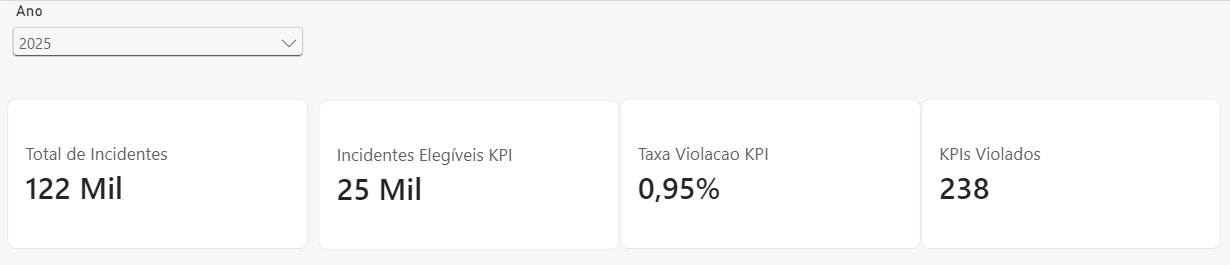 Ano
2025
Total de Incidentes
122 Mil
Incidentes Elegíveis KPI
25 Mil
Taxa Violacao KPI
0,95%
KPIs Violados
238